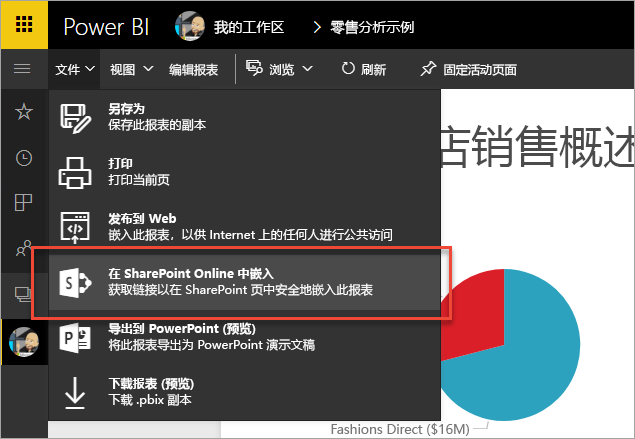 Power BI 我的工作区 零售分析示例
文件 视图 编辑报表 浏览 刷新 固定活动页面
另存为
保存此报表的副本
店销售概述
打印
打印当前页
发布到 Web
嵌入此报表，以供 Internet 上的任何人进行公共访问
在 SharePoint Online 中嵌入
获取链接以在 SharePoint 页中安全地嵌入此报表
导出到 PowerPoint (预览)
将此报表导出为 PowerPoint 演示文稿
下载报表 (预览)
下载 .pbix 副本
Fashions Direct ($16M)